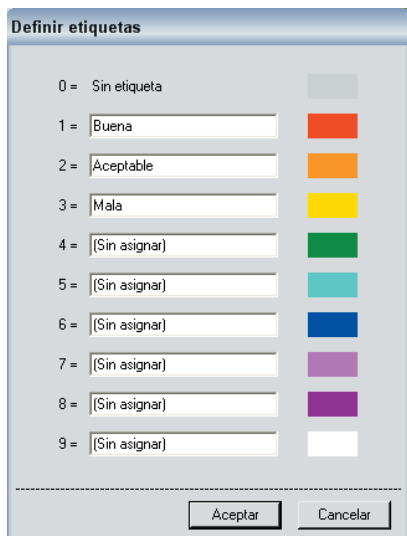 Definir etiquetas
0 = Sin etiqueta
1 = Buena
2 = Aceptable
3 = Mala
4 = (Sin asignar)
5 = (Sin asignar)
6 = (Sin asignar)
7 = (Sin asignar)
8 = (Sin asignar)
9 = (Sin asignar)
Aceptar Cancelar